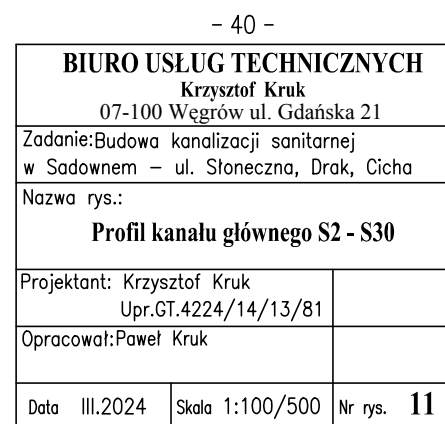 – 40 –
BIURO USŁUG TECHNICZNYCH
Krzysztof Kruk
07-100 Węgrów ul. Gdańska 21
Zadanie:Budowa kanalizacji sanitarnej
w Sadownem – ul. Słoneczna, Drak, Cicha
Nazwa rys.:
Profil kanału głównego S2 - S30
Projektant: Krzysztof Kruk
Upr.GT.4224/14/13/81
Opracował:Paweł Kruk
Data III.2024 Skala 1:100/500 Nr rys. 11